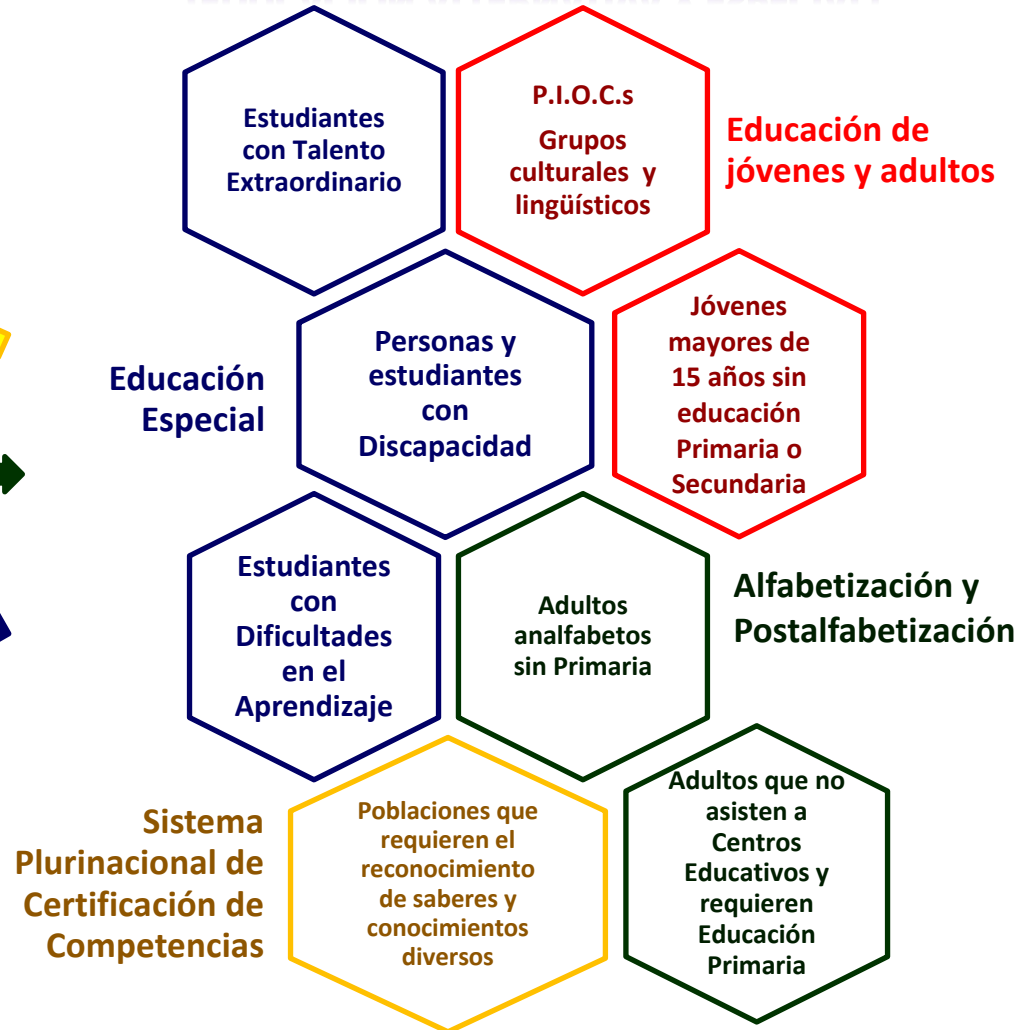 Estudiantes
con Talento
Extraordinario
P.I.O.C.s
Grupos
culturales y
lingüísticos
Educación de
jóvenes y adultos
Educación
Especial
Personas y
estudiantes
con
Discapacidad
Jóvenes
mayores de
15 años sin
educación
Primaria o
Secundaria
Estudiantes
con
Dificultades
en el
Aprendizaje
Adultos
analfabetos
sin Primaria
Alfabetización y
Postalfabetización
Sistema
Plurinacional de
Certificación de
Competencias
Poblaciones que
requieren el
reconocimiento
de saberes y
conocimientos
diversos
Adultos que no
asisten a
Centros
Educativos y
requieren
Educación
Primaria